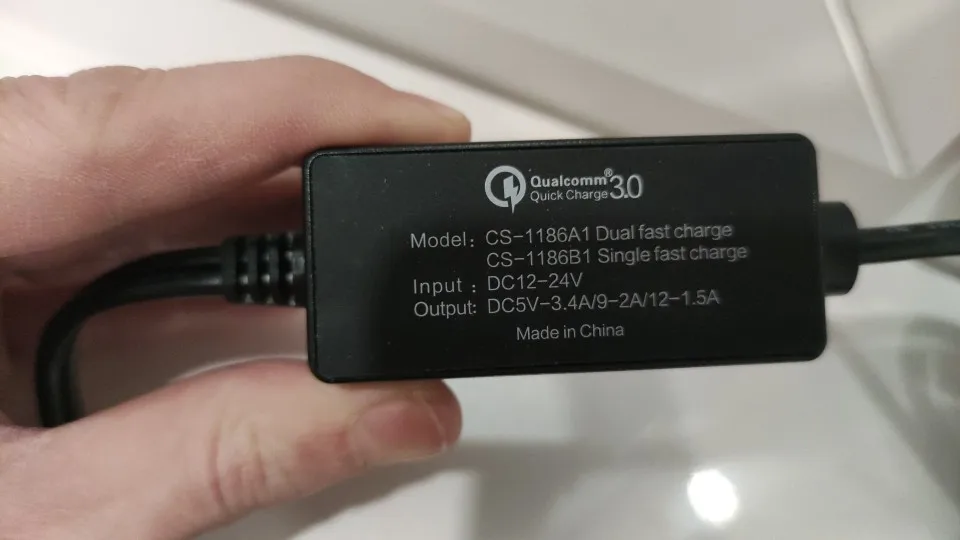 Qualcomm®
Quick Charge 3.0
Model: CS-1186A1 Dual fast charge
CS-1186B1 Single fast charge
Input : DC12-24V
Output: DC5V-3.4A/9-2A/12-1.5A
Made in China